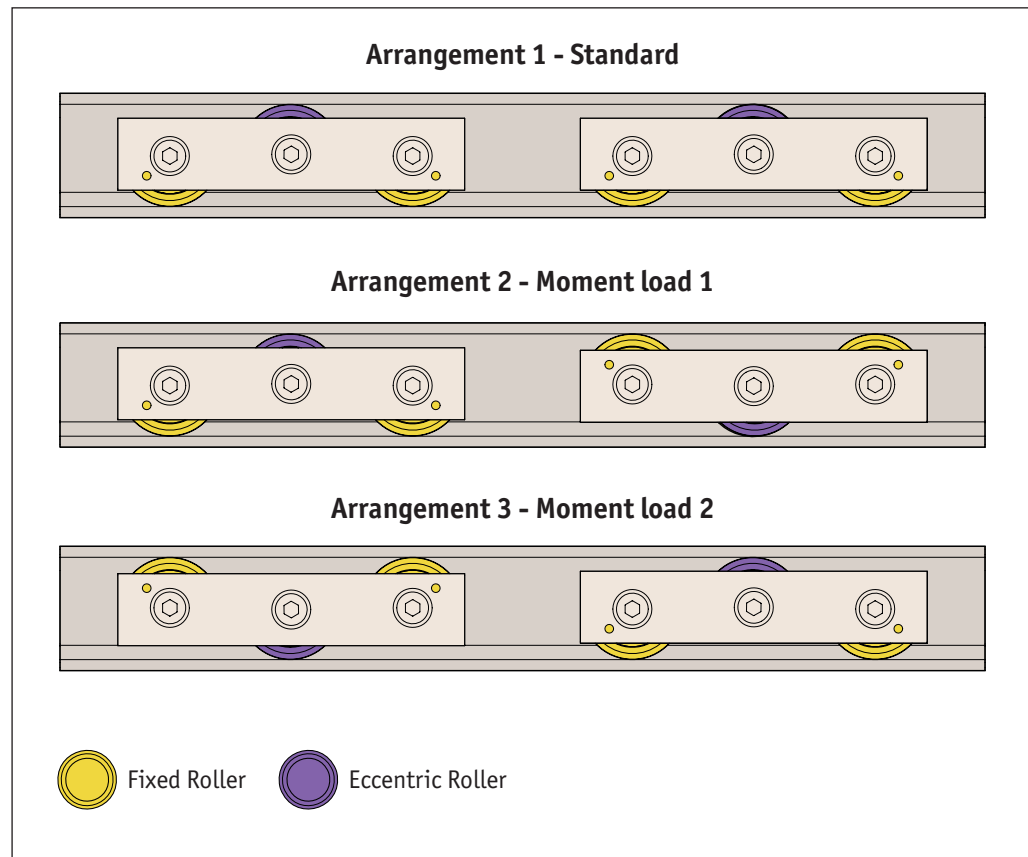 Arrangement 1 - Standard
Arrangement 2 - Moment load 1
Arrangement 3 - Moment load 2
Fixed Roller
Eccentric Roller